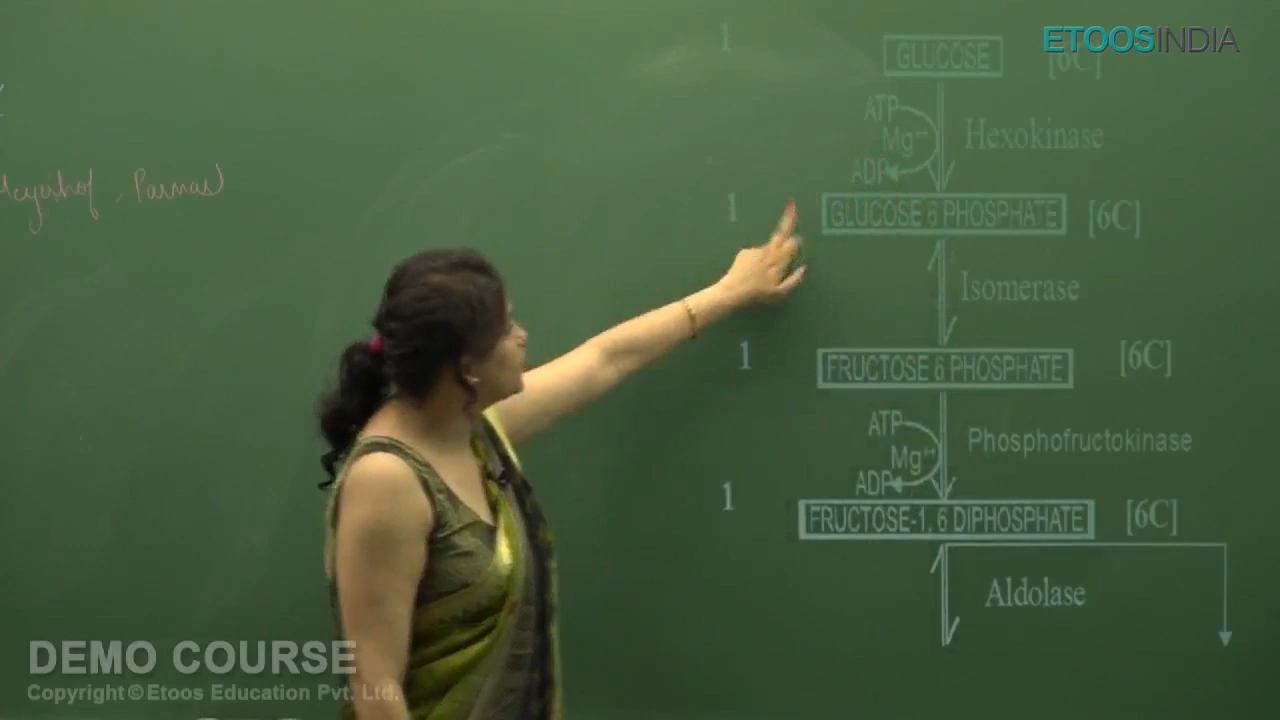 ETOOSINDIA
1 GLUCOSE [6C]
ATP
Mg⁺⁺ Hexokinase
ADP
1 GLUCOSE 6 PHOSPHATE [6C]
Isomerase
1 FRUCTOSE 6 PHOSPHATE [6C]
ATP
Mg⁺⁺ Phosphofructokinase
ADP
1 FRUCTOSE-1, 6 DIPHOSPHATE [6C]
Aldolase
, Parnas
DEMO COURSE
Copyright©Etoos Education Pvt. Ltd.